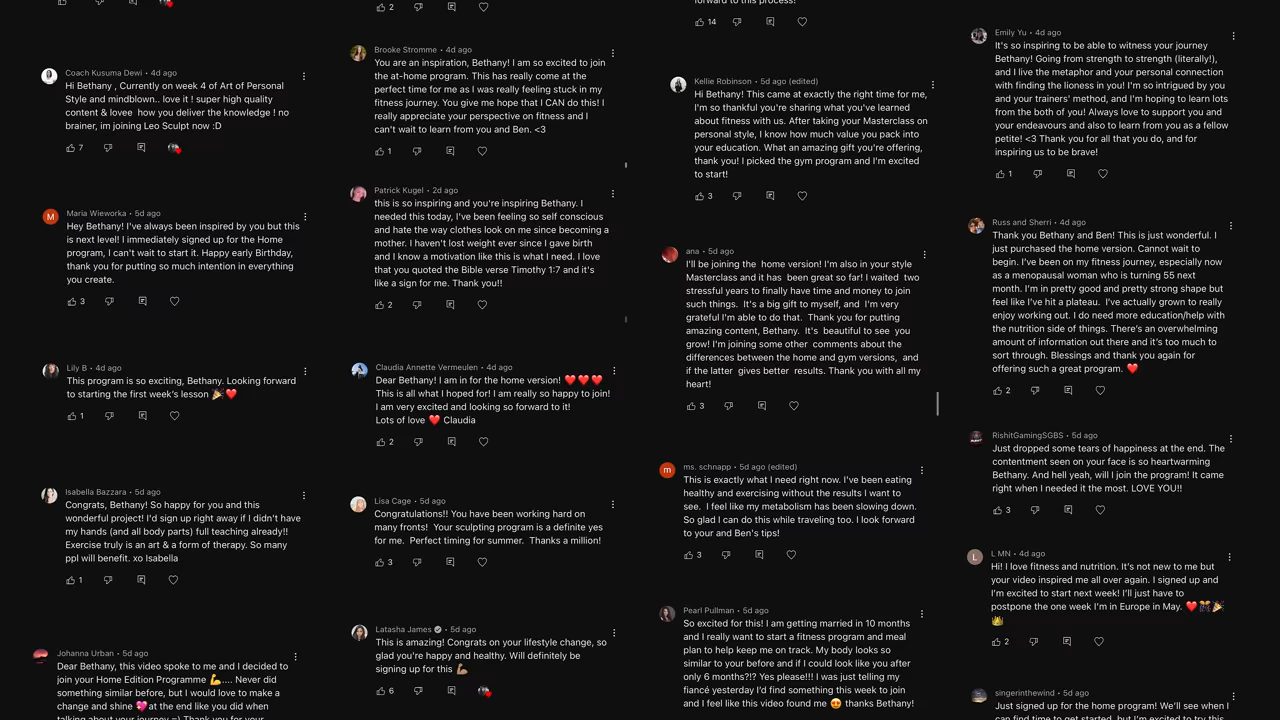 Coach Kusuma Dewi • 4d ago
Hi Bethany , Currently on week 4 of Art of Personal
Style and mindblown.. love it ! super high quality
content & lovee how you deliver the knowledge ! no
brainer, im joining Leo Sculpt now :D
7
Maria Wieworka • 5d ago
M
Hey Bethany! I've always been inspired by you but this
is next level! I immediately signed up for the Home
program, I can't wait to start it. Happy early Birthday,
thank you for putting so much intention in everything
you create.
3
Lily B • 4d ago
This program is so exciting, Bethany. Looking forward
to starting the first week's lesson 🎉❤️
1
Isabella Bazzara • 5d ago
Congrats, Bethany! So happy for you and this
wonderful project! I'd sign up right away if I didn't have
my hands (and all body parts) full teaching already!!
Exercise truly is an art & a form of therapy. So many
ppl will benefit. xo Isabella
1
Johanna Urban • 5d ago
Dear Bethany, this video spoke to me and I decided to
join your Home Edition Programme 💪.... Never did
something similar before, but I would love to make a
change and shine 💖at the end like you did when
talking about your journey =) Thank you for your
2
Brooke Stromme • 4d ago
You are an inspiration, Bethany! I am so excited to join
the at-home program. This has really come at the
perfect time for me as I was really feeling stuck in my
fitness journey. You give me hope that I CAN do this! I
really appreciate your perspective on fitness and I
can't wait to learn from you and Ben. <3
1
Patrick Kugel • 2d ago
this is so inspiring and you're inspiring Bethany. I
needed this today, I've been feeling so self conscious
and hate the way clothes look on me since becoming a
mother. I haven't lost weight ever since I gave birth
and I know a motivation like this is what I need. I love
that you quoted the Bible verse Timothy 1:7 and it's
like a sign for me. Thank you!!
2
Claudia Annette Vermeulen • 4d ago
Dear Bethany! I am in for the home version! ❤️❤️❤️
This is all what I hoped for! I am really so happy to join!
I am very excited and looking so forward to it!
Lots of love ❤️ Claudia
2
Lisa Cage • 5d ago
Congratulations!! You have been working hard on
many fronts! Your sculpting program is a definite yes
for me. Perfect timing for summer. Thanks a million!
3
Latasha James • 5d ago
This is amazing! Congrats on your lifestyle change, so
glad you're happy and healthy. Will definitely be
signing up for this 💪🏽
6
forward to this process!
14
Kellie Robinson • 5d ago (edited)
Hi Bethany! This came at exactly the right time for me,
I'm so thankful you're sharing what you've learned
about fitness with us. After taking your Masterclass on
personal style, I know how much value you pack into
your education. What an amazing gift you're offering,
thank you! I picked the gym program and I'm excited
to start!
3
ana • 5d ago
I'll be joining the home version! I'm also in your style
Masterclass and it has been great so far! I waited two
stressful years to finally have time and money to join
such things. It's a big gift to myself, and I'm very
grateful I'm able to do that. Thank you for putting
amazing content, Bethany. It's beautiful to see you
grow! I'm joining some other comments about the
differences between the home and gym versions, and
if the latter gives better results. Thank you with all my
heart!
3
ms. schnapp • 5d ago (edited)
m
This is exactly what I need right now. I've been eating
healthy and exercising without the results I want to
see. I feel like my metabolism has been slowing down.
So glad I can do this while traveling too. I look forward
to your and Ben's tips!
3
Pearl Pullman • 5d ago
So excited for this! I am getting married in 10 months
and I really want to start a fitness program and meal
plan to help keep me on track. My body looks so
similar to your before and if I could look like you after
only 6 months?!? Yes please!!! I was just telling my
fiancé yesterday I'd find something this week to join
and I feel like this video found me 😍 thanks Bethany!
Emily Yu • 4d ago
It's so inspiring to be able to witness your journey
Bethany! Going from strength to strength (literally!),
and I live the metaphor and your personal connection
with finding the lioness in you! I'm so intrigued by you
and your trainers' method, and I'm hoping to learn lots
from the both of you! Always love to support you and
your endeavours and also to learn from you as a fellow
petite! <3 Thank you for all that you do, and for
inspiring us to be brave!
1
Russ and Sherri • 4d ago
Thank you Bethany and Ben! This is just wonderful. I
just purchased the home version. Cannot wait to
begin. I've been on my fitness journey, especially now
as a menopausal woman who is turning 55 next
month. I'm in pretty good and pretty strong shape but
feel like I've hit a plateau. I've actually grown to really
enjoy working out. I do need more education/help with
the nutrition side of things. There's an overwhelming
amount of information out there and it's too much to
sort through. Blessings and thank you again for
offering such a great program. ❤️
2
RishitGamingSGBS • 5d ago
Just dropped some tears of happiness at the end. The
contentment seen on your face is so heartwarming
Bethany. And hell yeah, will I join the program! It came
right when I needed it the most. LOVE YOU!!
3
L MN • 4d ago
L
Hi! I love fitness and nutrition. It's not new to me but
your video inspired me all over again. I signed up and
I'm excited to start next week! I'll just have to
postpone the one week I'm in Europe in May. ❤️🎊🎉
👑
2
singerinthewind • 5d ago
Just signed up for the home program! We'll see when I
can find time to get started, but I'm excited to try this